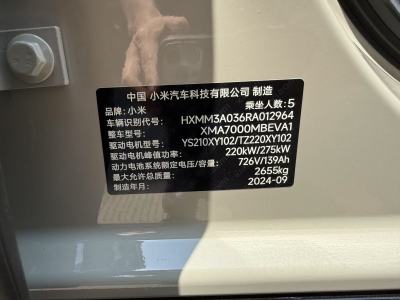 中国 小米汽车科技有限公司 制造
品牌：小米 乘坐人数：5
车辆识别代号： HXMM3A036RA012964
整车型号： XMA7000MBEVA1
驱动电机型号： YS210XY102/TZ220XY102
驱动电机峰值功率： 220kW/275kW
动力电池系统额定电压/容量： 726V/139Ah
最大允许总质量： 2655kg
制造年月： 2024-09